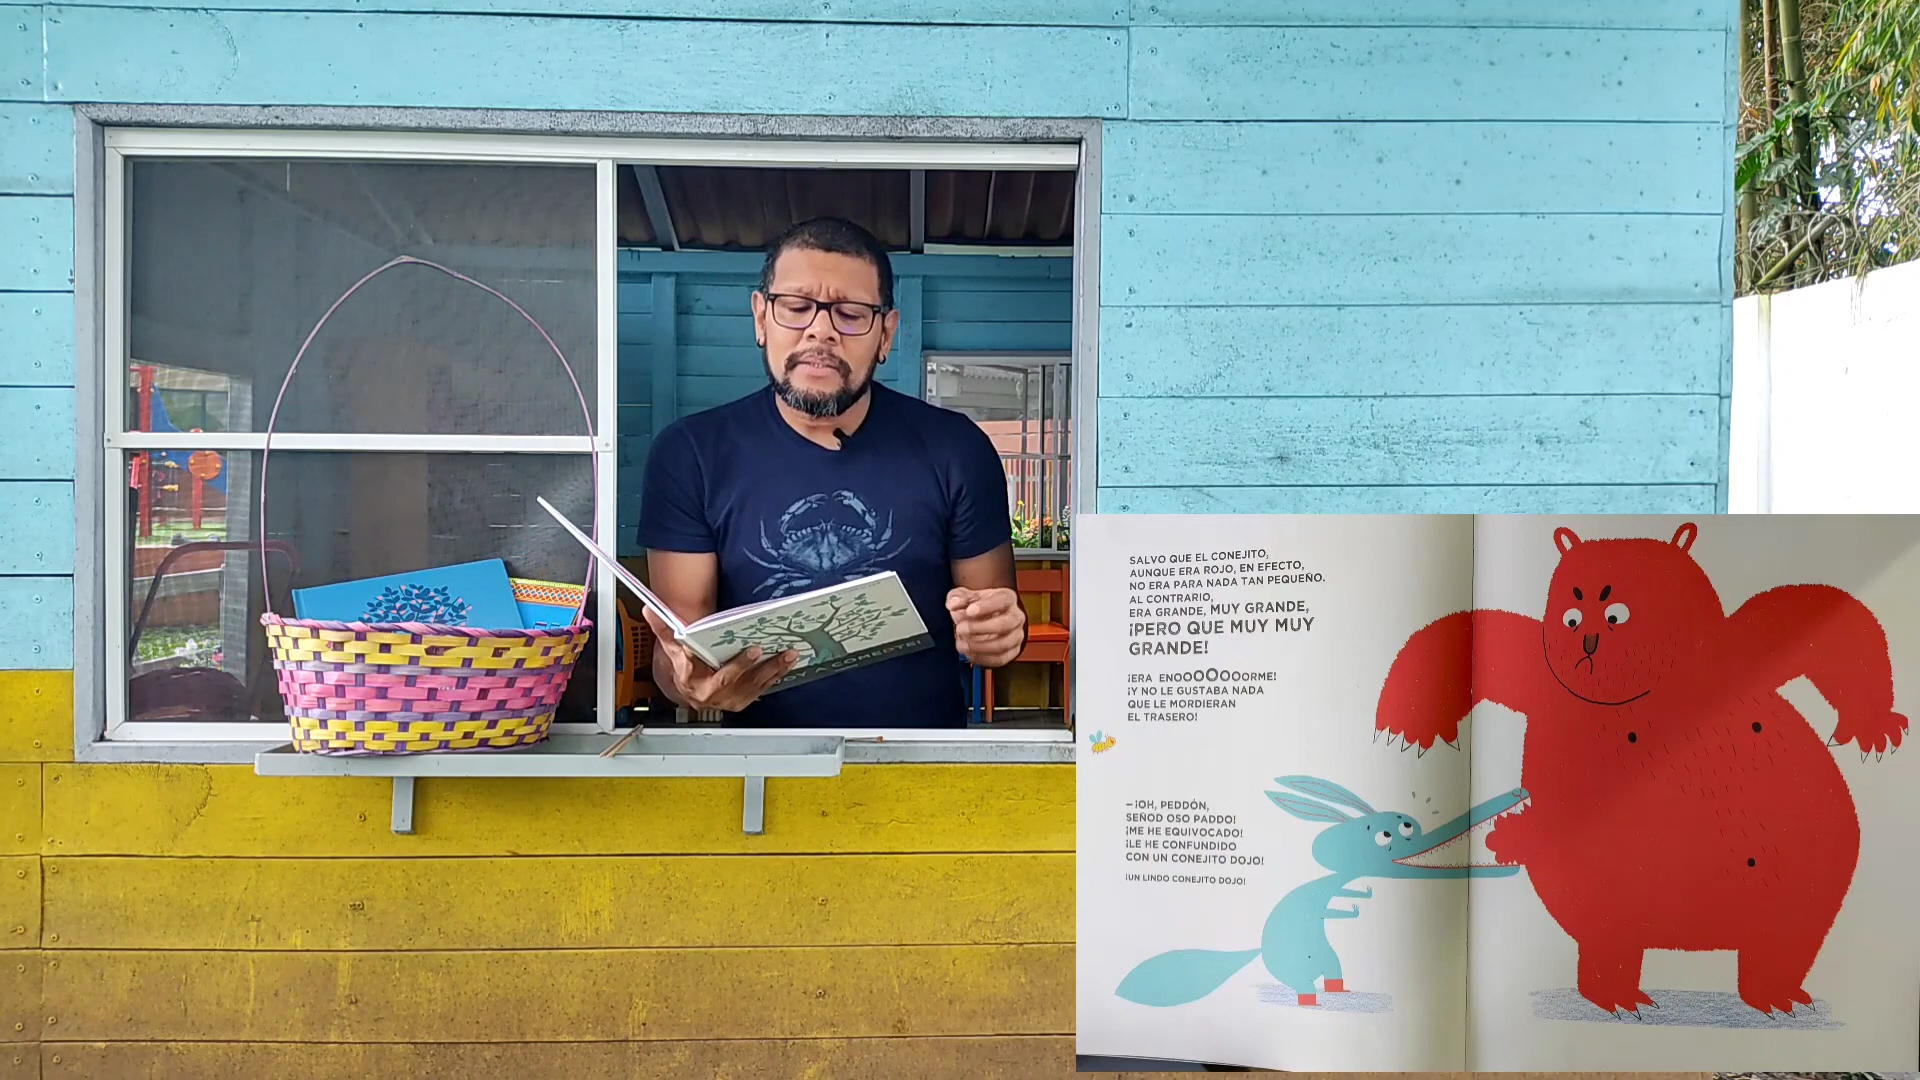 SALVO QUE EL CONEJITO,
AUNQUE ERA ROJO, EN EFECTO,
NO ERA PARA NADA TAN PEQUEÑO.
AL CONTRARIO,
ERA GRANDE, MUY GRANDE,
¡PERO QUE MUY MUY
GRANDE!
¡ERA ENOOOOOOORME!
¡Y NO LE GUSTABA NADA
QUE LE MORDIERAN
EL TRASERO!
–¡OH, PEDDÓN,
SEÑOD OSO PADDO!
¡ME HE EQUIVOCADO!
¡LE HE CONFUNDIDO
CON UN CONEJITO DOJO!
¡UN LINDO CONEJITO DOJO!
VOY A COMEDTE!